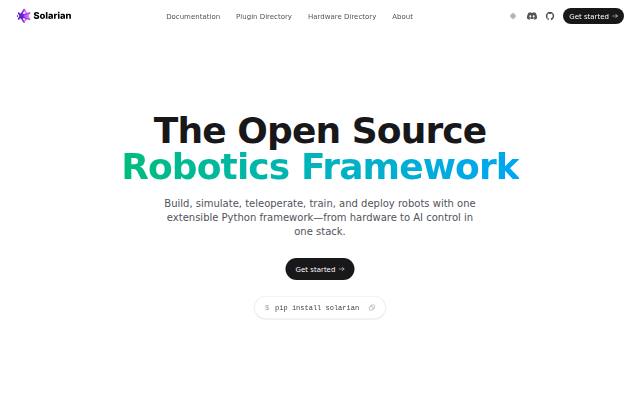 Solarian
Documentation
Plugin Directory
Hardware Directory
About
Get started →
The Open Source
Robotics Framework
Build, simulate, teleoperate, train, and deploy robots with one
extensible Python framework—from hardware to AI control in
one stack.
Get started →
$ pip install solarian